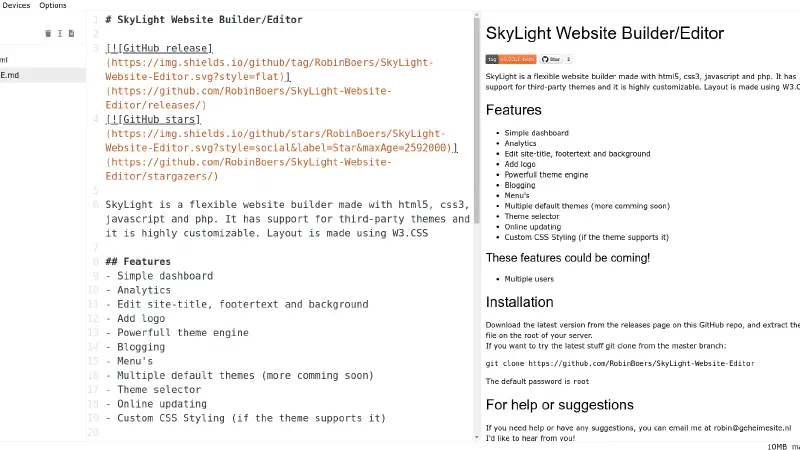 Devices Options
ml
E.md
1 # SkyLight Website Builder/Editor
2
3 [![GitHub release]
(https://img.shields.io/github/tag/RobinBoers/SkyLight-
Website-Editor.svg?style=flat)]
(https://github.com/RobinBoers/SkyLight-Website-
Editor/releases/)
4 [![GitHub stars]
(https://img.shields.io/github/stars/RobinBoers/SkyLight-
Website-Editor.svg?style=social&label=Star&maxAge=2592000)]
(https://github.com/RobinBoers/SkyLight-Website-
Editor/stargazers/)
5
6 SkyLight is a flexible website builder made with html5, css3,
javascript and php. It has support for third-party themes and
it is highly customizable. Layout is made using W3.CSS
7
8 ## Features
9 - Simple dashboard
10 - Analytics
11 - Edit site-title, footertext and background
12 - Add logo
13 - Powerfull theme engine
14 - Blogging
15 - Menu's
16 - Multiple default themes (more comming soon)
17 - Theme selector
18 - Online updating
19 - Custom CSS Styling (if the theme supports it)
20
SkyLight Website Builder/Editor
tag
Star 2
SkyLight is a flexible website builder made with html5, css3, javascript and php. It has
support for third-party themes and it is highly customizable. Layout is made using W3.C
Features
Simple dashboard
Analytics
Edit site-title, footertext and background
Add logo
Powerfull theme engine
Blogging
Menu's
Multiple default themes (more comming soon)
Theme selector
Online updating
Custom CSS Styling (if the theme supports it)
These features could be coming!
Multiple users
Installation
Download the latest version from the releases page on this GitHub repo, and extract the
file on the root of your server.
If you want to try the latest stuff git clone from the master branch:
git clone https://github.com/RobinBoers/SkyLight-Website-Editor
The default password is root
For help or suggestions
If you need help or have any suggestions, you can email me at robin@geheimesite.nl
I'd like to hear from you!
10MB ma